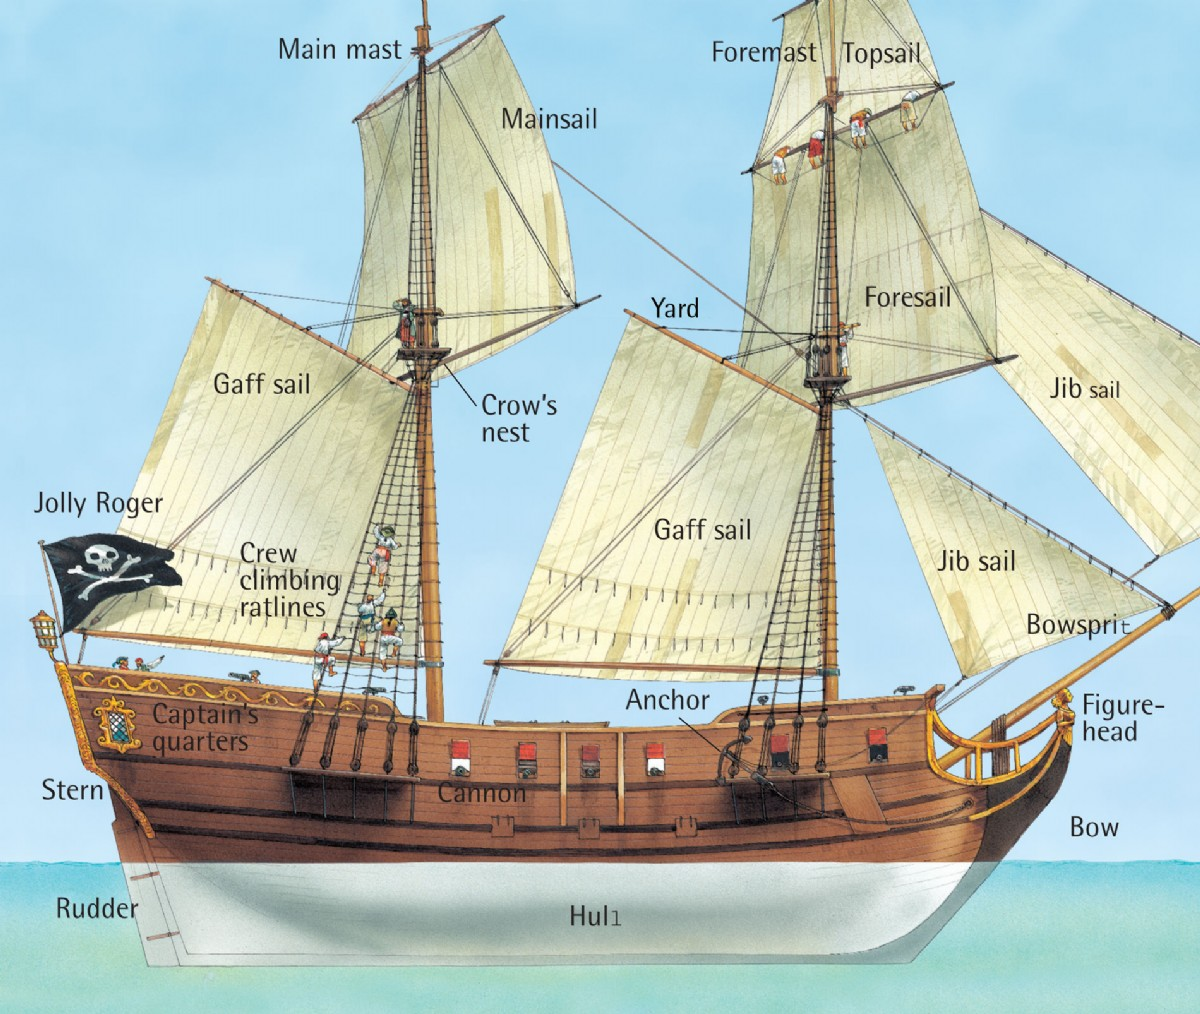 Main mast
Foremast
Topsail
Mainsail
Yard
Foresail
Gaff sail
Jib sail
Crow's
nest
Jolly Roger
Gaff sail
Crew
climbing
ratlines
Jib sail
Bowsprit
Anchor
Figure-
head
Captain's
quarters
Stern
Cannon
Bow
Rudder
Hull